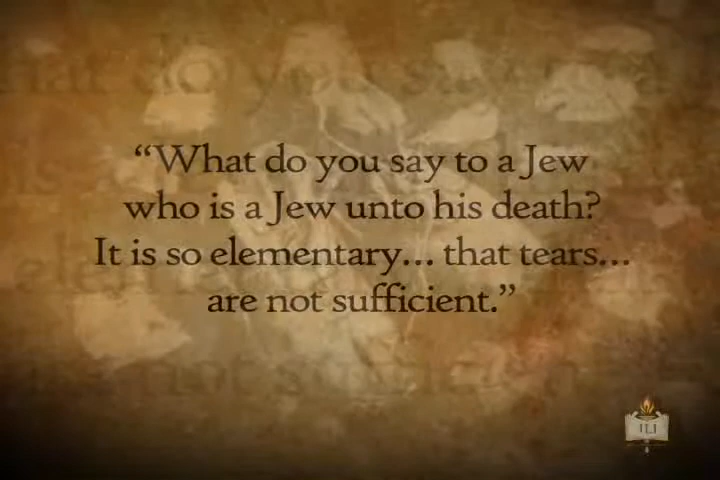 “What do you say to a Jew
who is a Jew unto his death?
It is so elementary... that tears...
are not sufficient.”